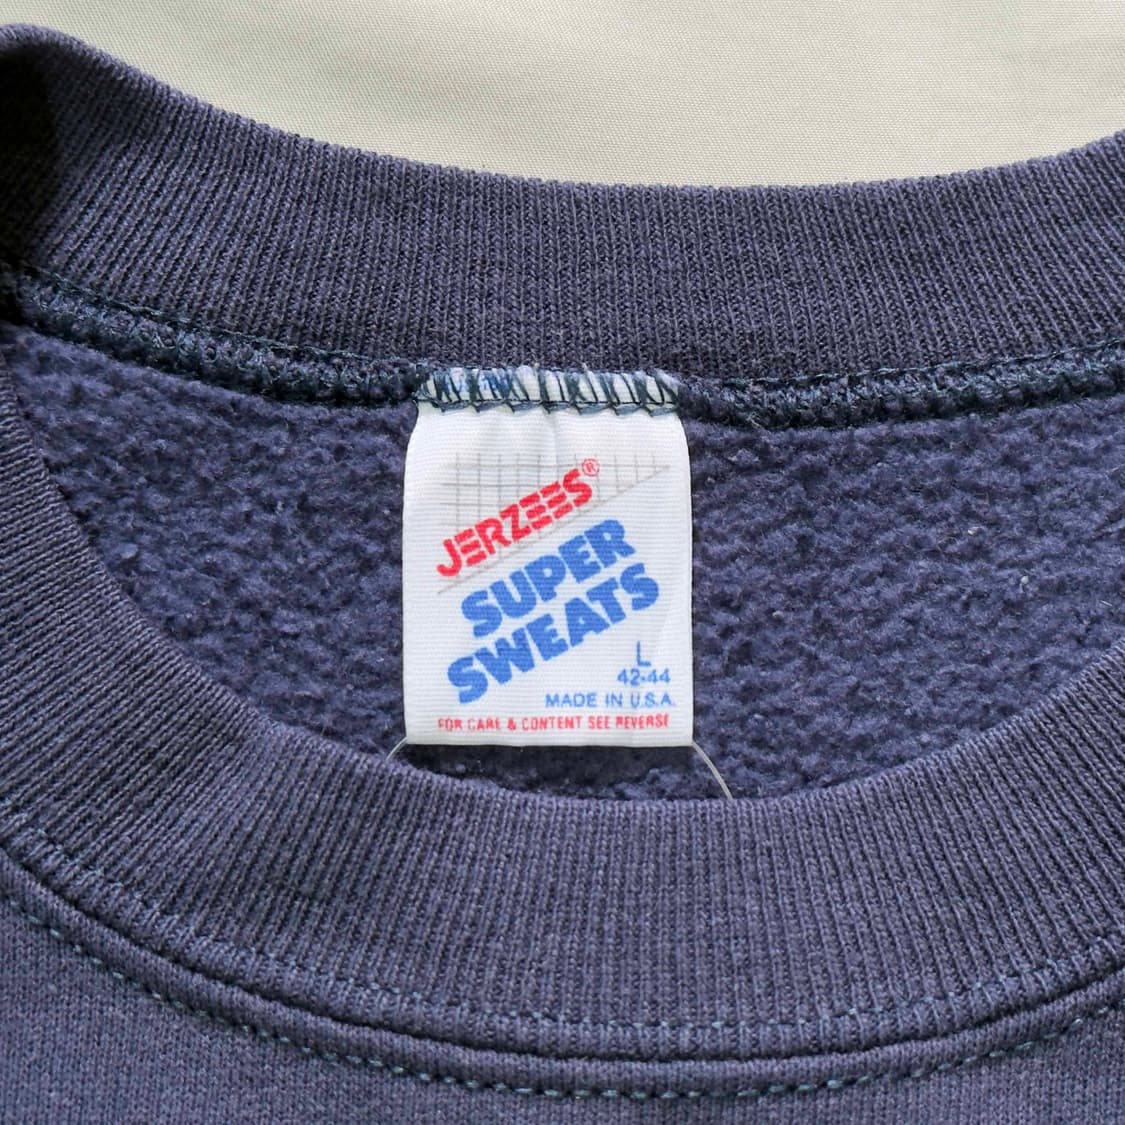 JERZEES®
SUPER
SWEATS
L
42-44
MADE IN U.S.A.
FOR CARE & CONTENT SEE REVERSE